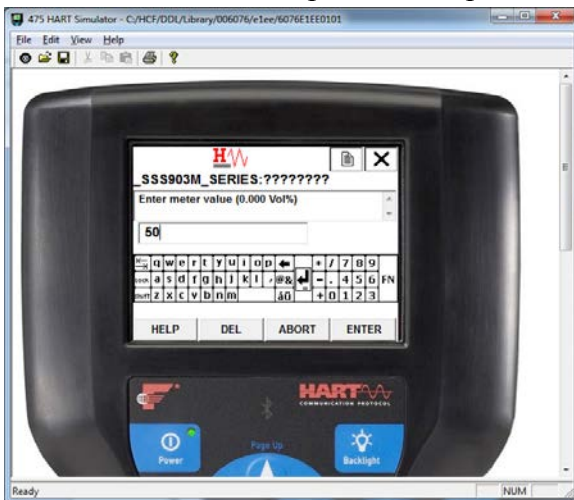 475 HART Simulator - C:/HCF/DDL/Library/006076/e1ee/6076E1EE0101
File Edit View Help
H
_SSS903M_SERIES:????????
Enter meter value (0.000 Vol%)
50
q w e r t y u i o p + / 7 8 9
a s d f g h j k l , @& - . 4 5 6 FN
SHIFT z x c v b n m áü + 0 1 2 3
HELP DEL ABORT ENTER
HART
COMMUNICATION PROTOCOL
Power Page Up Backlight
Ready NUM